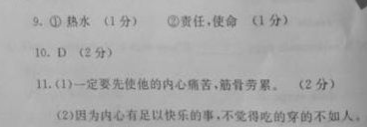 9. ① 热水 （1分） ②责任,使命 （1分）
10. D （2分）
11.(1)一定要先使他的内心痛苦,筋骨劳累。 （2分）
(2)因为内心有足以快乐的事,不觉得吃的穿的不如人。